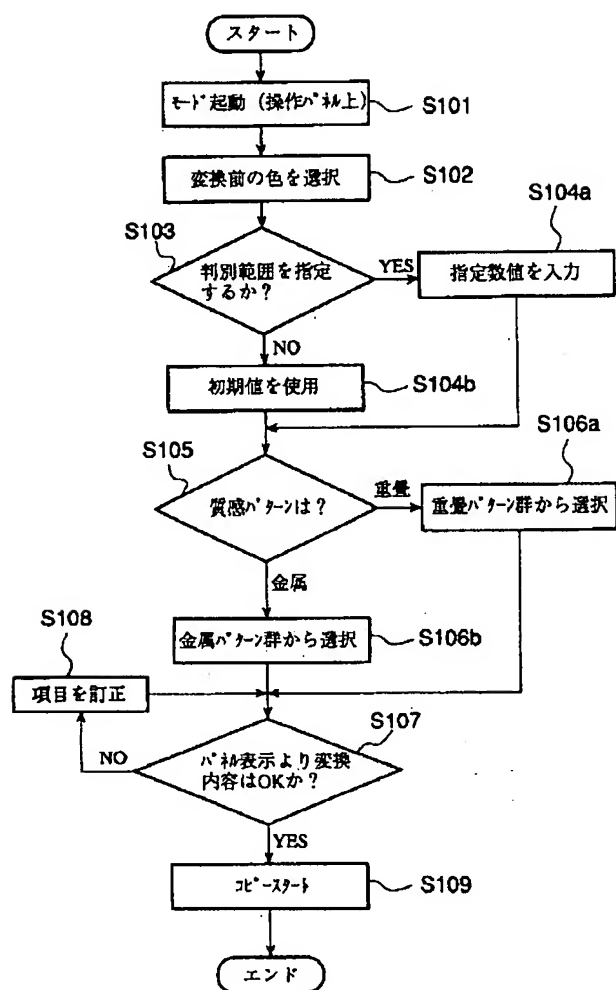 スタート
モード起動（操作パネル上）
S101
変換前の色を選択
S102
S103
判別範囲を指定
するか？
YES
S104a
指定数値を入力
NO
初期値を使用
S104b
S105
質感パターンは？
重畳
S106a
重畳パターン群から選択
金属
金属パターン群から選択
S106b
S108
項目を訂正
S107
パネル表示より変換
内容はOKか？
NO
YES
コピースタート
S109
エンド